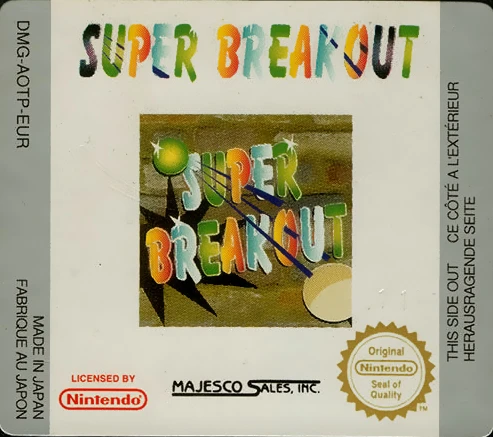 SUPER BREAKOUT
DMG-AOTP-EUR
SUPER
BREAKOUT
THIS SIDE OUT CE CÔTÉ A L'EXTÉRIEUR
HERAUSRAGENDE SEITE
MADE IN JAPAN
FABRIQUE AU JAPON
LICENSED BY
Nintendo
MAJESCO SALES, INC.
Original
Nintendo
Seal of
Quality
TM